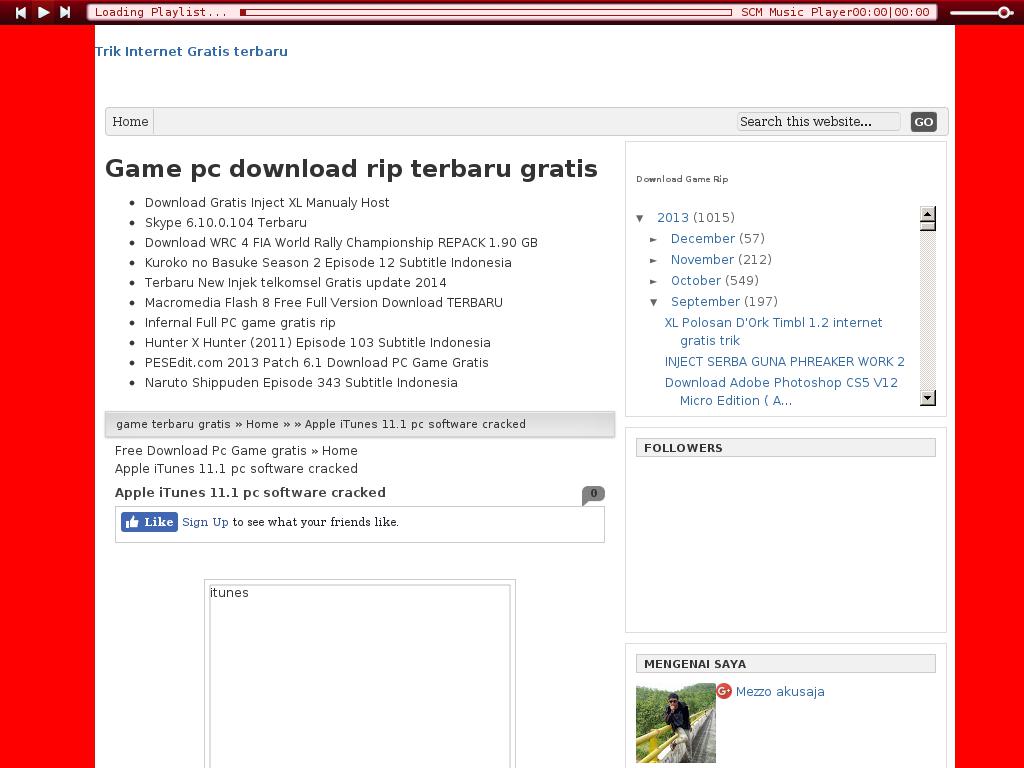 Loading Playlist... SCM Music Player00:00|00:00
Trik Internet Gratis terbaru
Home
Search this website... GO
Game pc download rip terbaru gratis
Download Gratis Inject XL Manualy Host
Skype 6.10.0.104 Terbaru
Download WRC 4 FIA World Rally Championship REPACK 1.90 GB
Kuroko no Basuke Season 2 Episode 12 Subtitle Indonesia
Terbaru New Injek telkomsel Gratis update 2014
Macromedia Flash 8 Free Full Version Download TERBARU
Infernal Full PC game gratis rip
Hunter X Hunter (2011) Episode 103 Subtitle Indonesia
PESEdit.com 2013 Patch 6.1 Download PC Game Gratis
Naruto Shippuden Episode 343 Subtitle Indonesia
game terbaru gratis » Home » » Apple iTunes 11.1 pc software cracked
Free Download Pc Game gratis » Home
Apple iTunes 11.1 pc software cracked
Apple iTunes 11.1 pc software cracked 0
Like Sign Up to see what your friends like.
itunes
Download Game Rip
▼ 2013 (1015)
► December (57)
► November (212)
► October (549)
▼ September (197)
XL Polosan D'Ork Timbl 1.2 internet
gratis trik
INJECT SERBA GUNA PHREAKER WORK 2
Download Adobe Photoshop CS5 V12
Micro Edition ( A...
FOLLOWERS
MENGENAI SAYA
G+ Mezzo akusaja